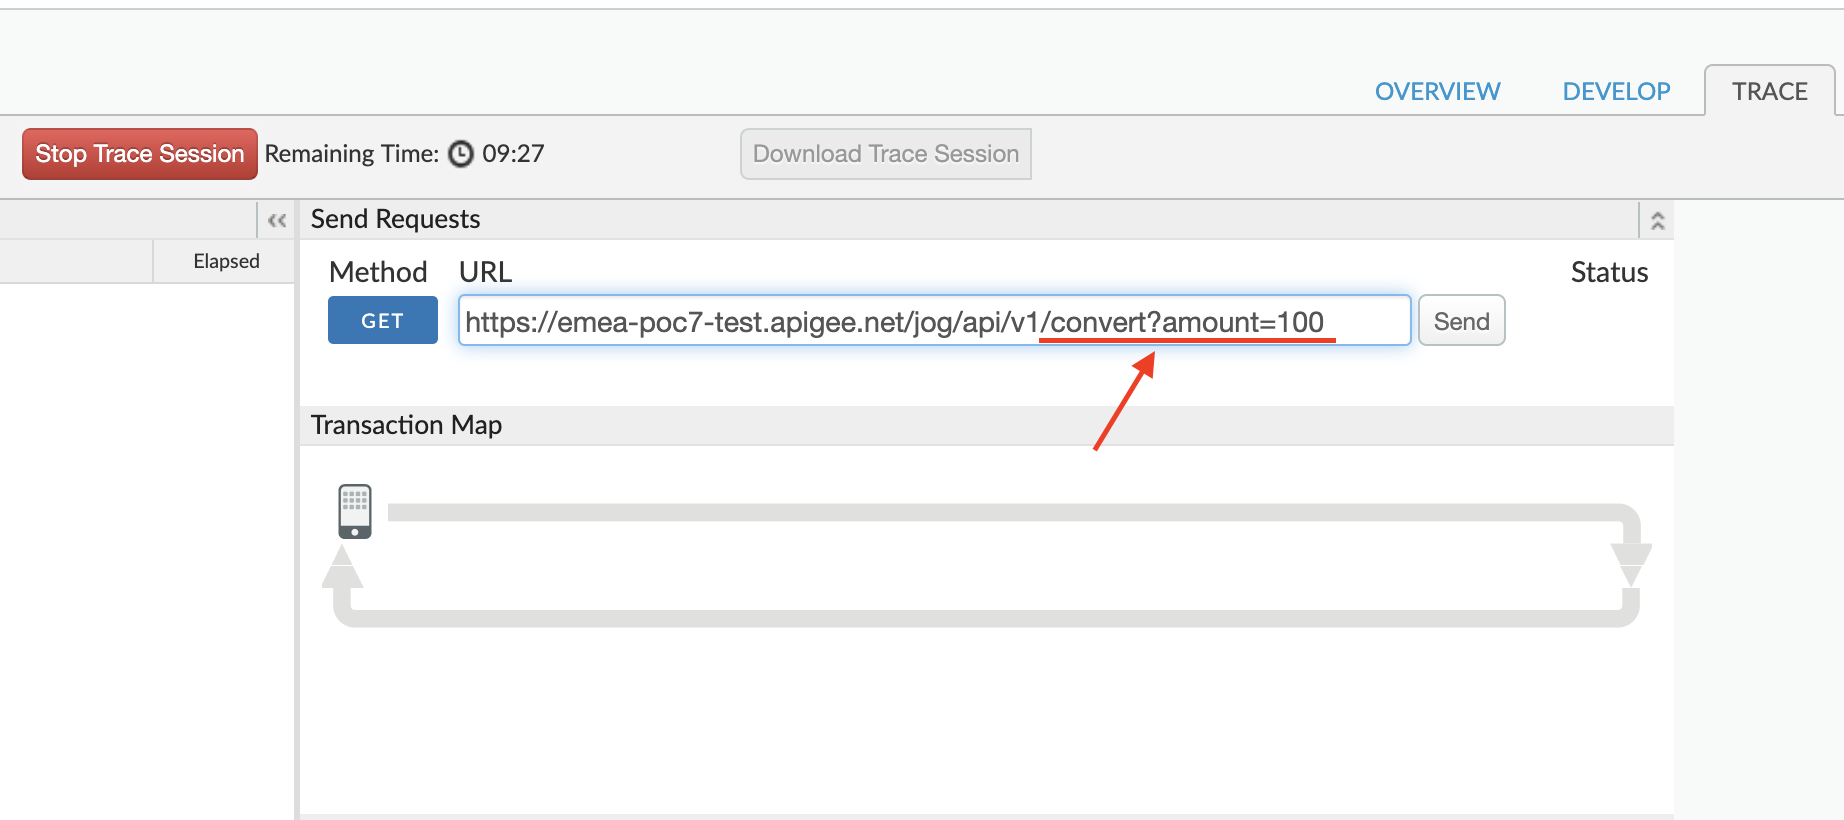 OVERVIEW DEVELOP TRACE
Stop Trace Session Remaining Time: 09:27 Download Trace Session
Send Requests
Elapsed
Method URL Status
GET https://emea-poc7-test.apigee.net/jog/api/v1/convert?amount=100 Send
Transaction Map